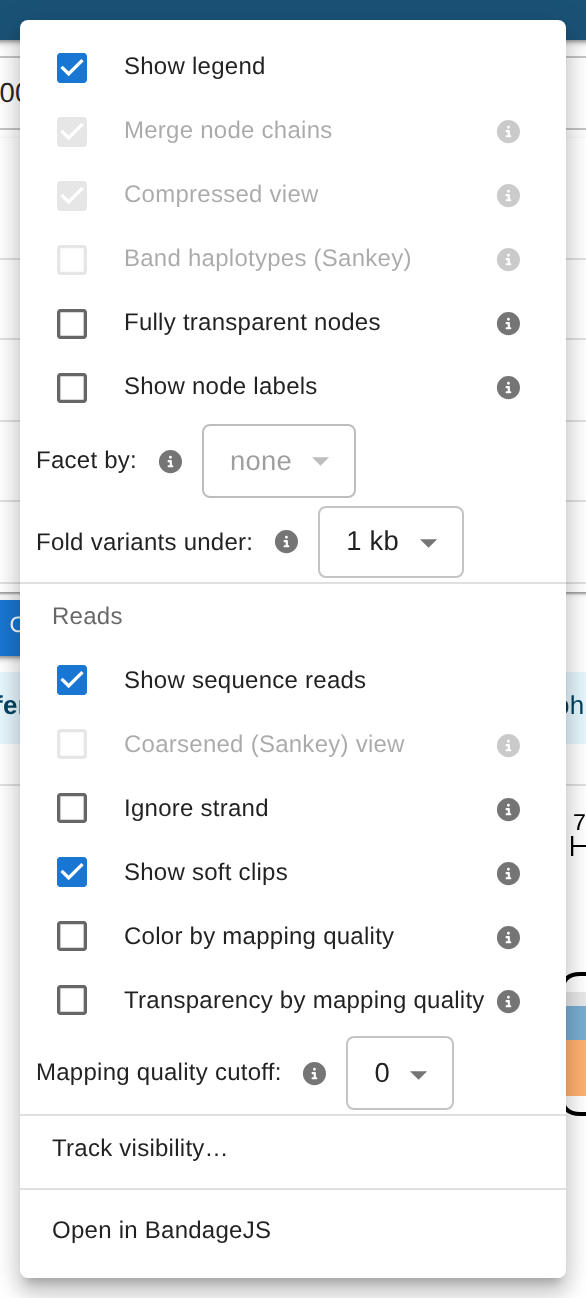 Show legend
Merge node chains
Compressed view
Band haplotypes (Sankey)
Fully transparent nodes
Show node labels
Facet by: none
Fold variants under: 1 kb
Reads
Show sequence reads
Coarsened (Sankey) view
Ignore strand
7
Show soft clips
Color by mapping quality
Transparency by mapping quality
Mapping quality cutoff: 0
Track visibility…
Open in BandageJS